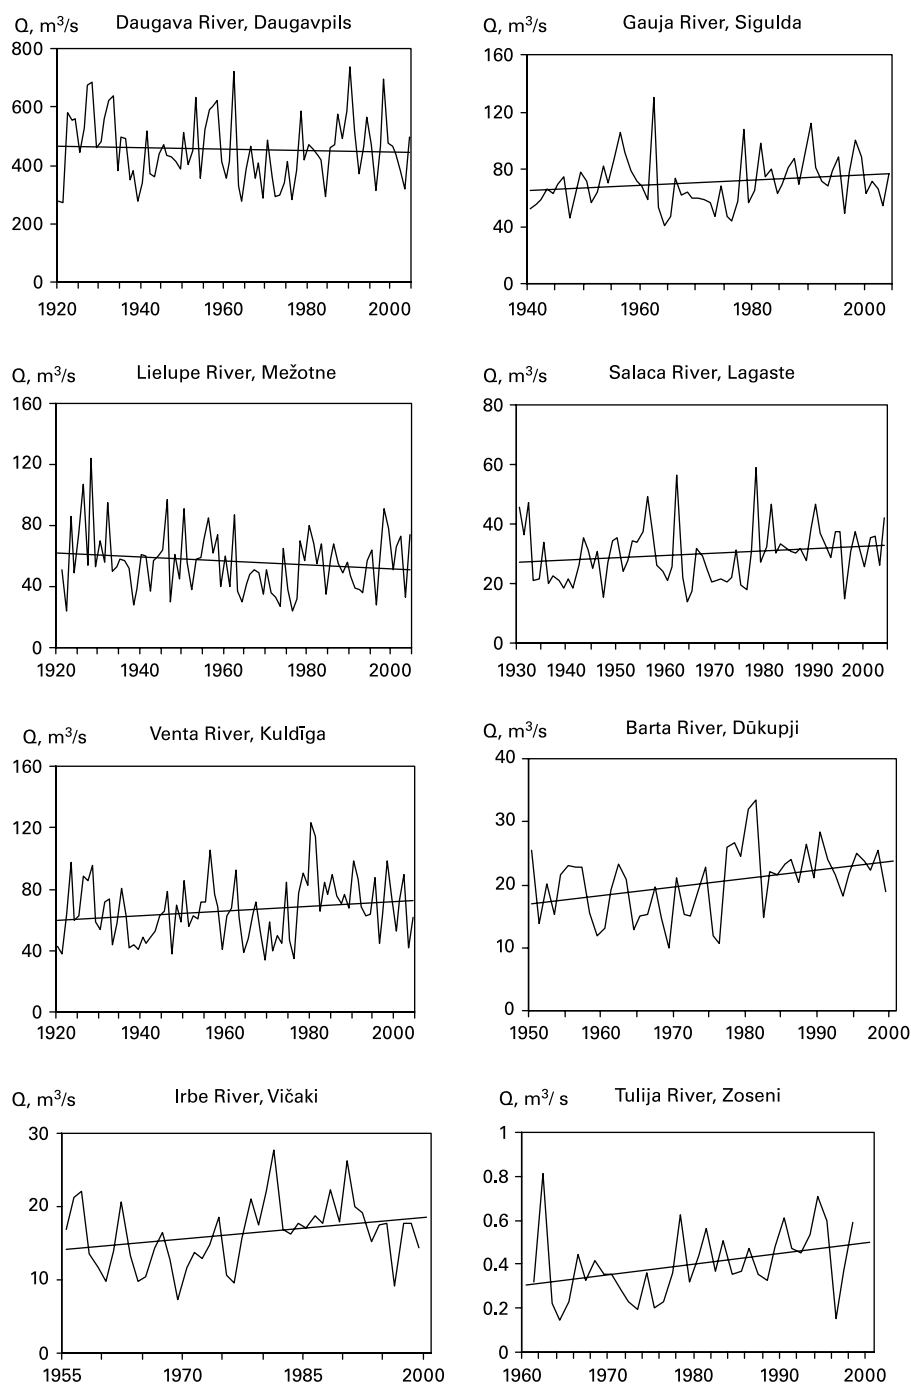 Q, m³/s
Daugava River, Daugavpils
800
600
400
200
0
1920 1940 1960 1980 2000
Q, m³/s
Gauja River, Sigulda
160
120
80
40
0
1940 1960 1980 2000
Q, m³/s
Lielupe River, Mežotne
160
120
80
40
0
1920 1940 1960 1980 2000
Q, m³/s
Salaca River, Lagaste
80
60
40
20
0
1930 1940 1950 1960 1970 1980 1990 2000
Q, m³/s
Venta River, Kuldīga
160
120
80
40
0
1920 1940 1960 1980 2000
Q, m³/s
Barta River, Dūkupji
40
30
20
10
0
1950 1960 1970 1980 1990 2000
Q, m³/s
Irbe River, Vičaki
30
20
10
0
1955 1970 1985 2000
Q, m³/ s
Tulija River, Zoseni
1
0.8
0.6
0.4
0.2
0
1960 1970 1980 1990 2000